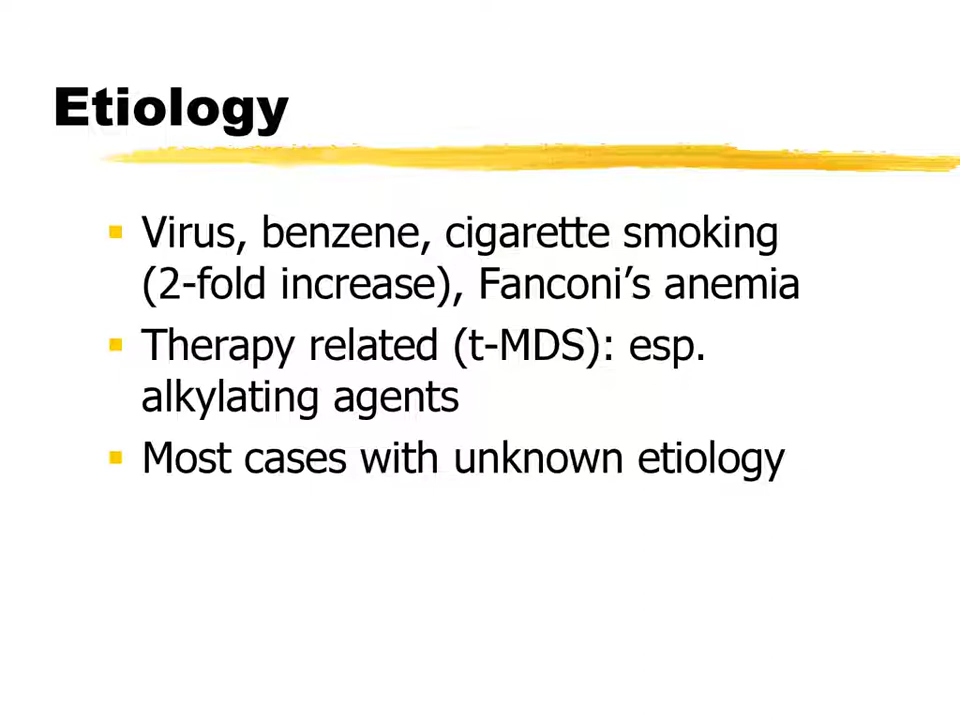 Etiology
Virus, benzene, cigarette smoking
(2-fold increase), Fanconi’s anemia
Therapy related (t-MDS): esp.
alkylating agents
Most cases with unknown etiology